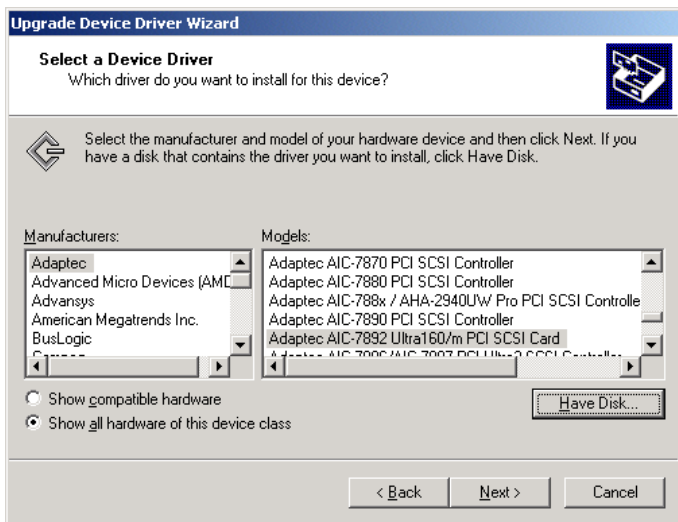 Upgrade Device Driver Wizard
Select a Device Driver
Which driver do you want to install for this device?
Select the manufacturer and model of your hardware device and then click Next. If you
have a disk that contains the driver you want to install, click Have Disk.
Manufacturers:
Adaptec
Advanced Micro Devices (AMD
Advansys
American Megatrends Inc.
BusLogic
Models:
Adaptec AIC-7870 PCI SCSI Controller
Adaptec AIC-7880 PCI SCSI Controller
Adaptec AIC-788x / AHA-2940UW Pro PCI SCSI Controlle
Adaptec AIC-7890 PCI SCSI Controller
Adaptec AIC-7892 Ultra160/m PCI SCSI Card
Show compatible hardware
Show all hardware of this device class
Have Disk...
< Back
Next >
Cancel